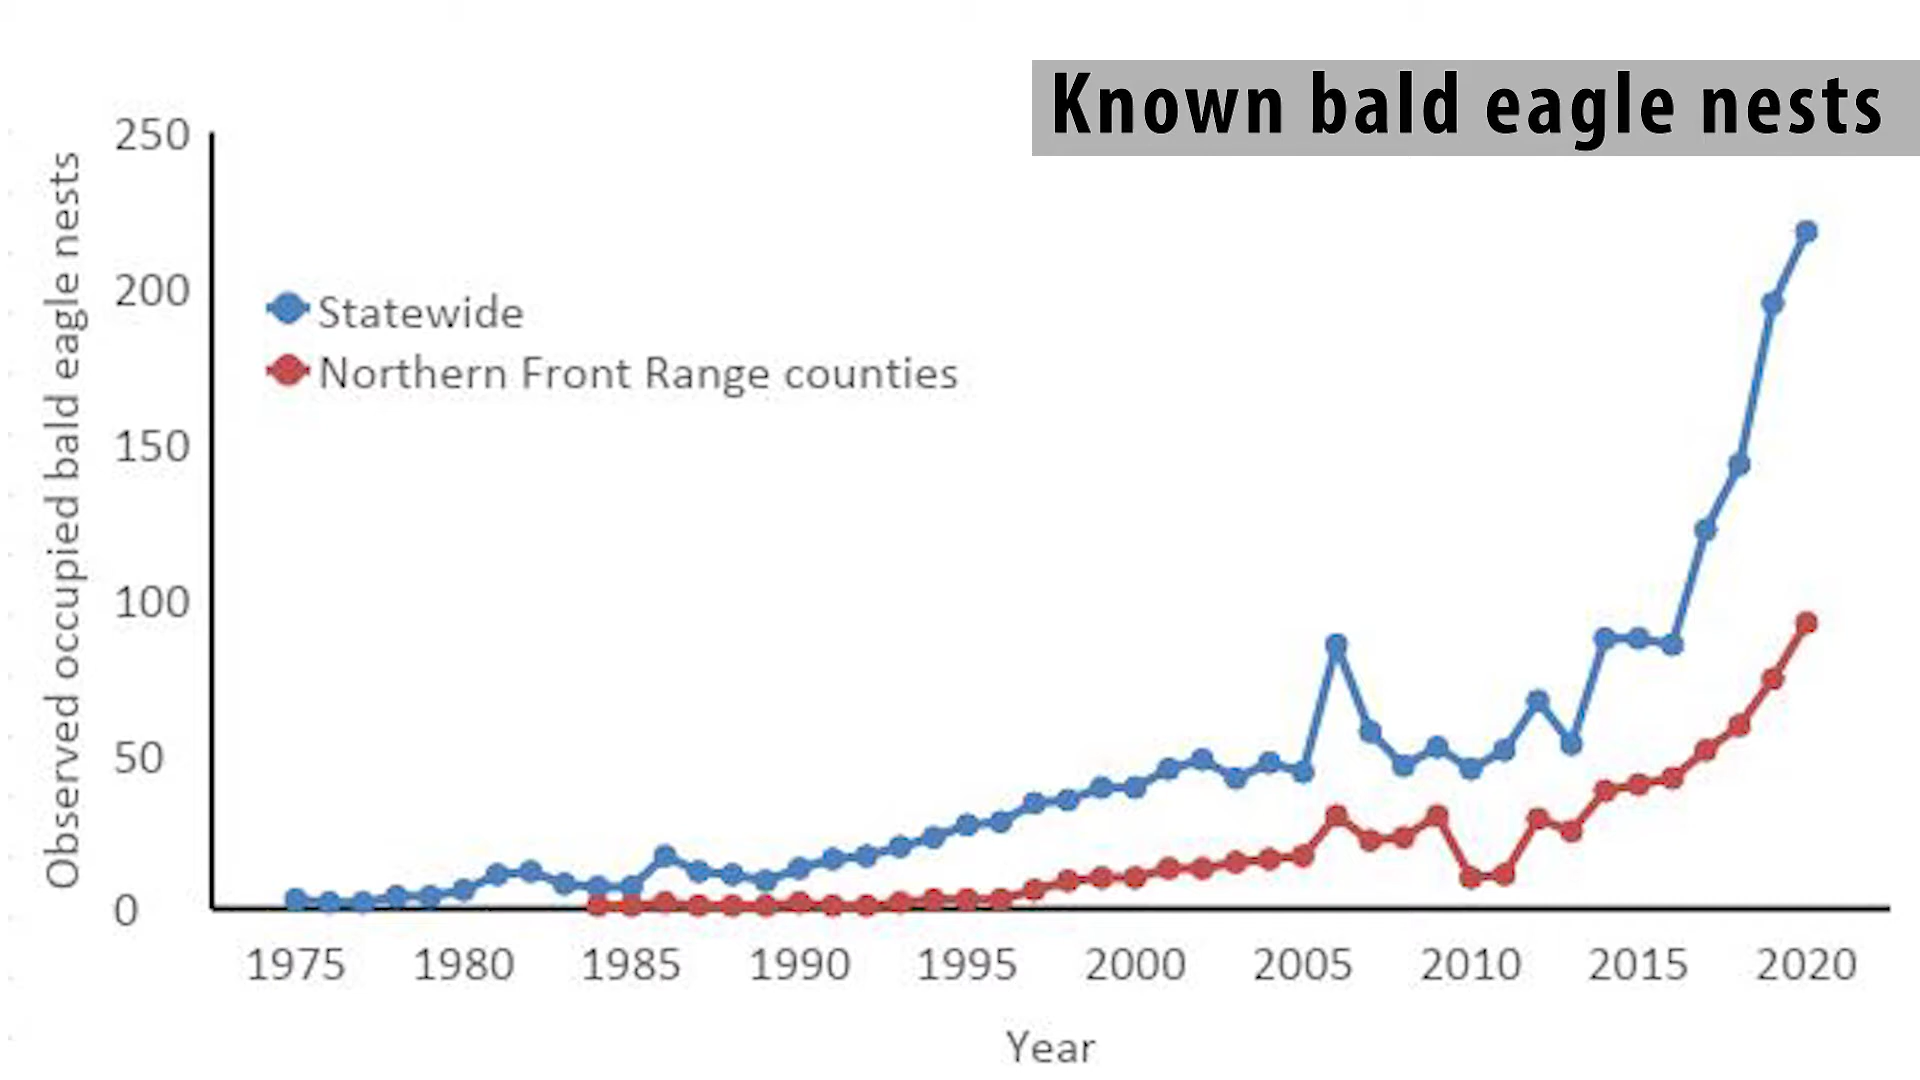 Known bald eagle nests
Observed occupied bald eagle nests
250
200
150
100
50
0
Statewide
Northern Front Range counties
1975 1980 1985 1990 1995 2000 2005 2010 2015 2020
Year